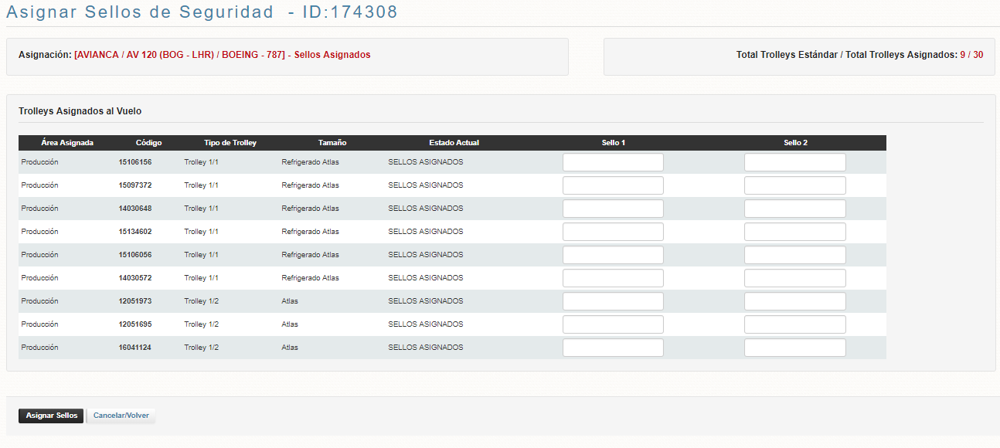 Asignar Sellos de Seguridad - ID:174308
Asignación: [AVIANCA / AV 120 (BOG - LHR) / BOEING - 787] - Sellos Asignados
Total Trolleys Estándar / Total Trolleys Asignados: 9 / 30
Trolleys Asignados al Vuelo
Área Asignada Código Tipo de Trolley Tamaño Estado Actual Sello 1 Sello 2
Producción 15106156 Trolley 1/1 Refrigerado Atlas SELLOS ASIGNADOS
Producción 15097372 Trolley 1/1 Refrigerado Atlas SELLOS ASIGNADOS
Producción 14030648 Trolley 1/1 Refrigerado Atlas SELLOS ASIGNADOS
Producción 15134602 Trolley 1/1 Refrigerado Atlas SELLOS ASIGNADOS
Producción 15106056 Trolley 1/1 Refrigerado Atlas SELLOS ASIGNADOS
Producción 14030572 Trolley 1/1 Refrigerado Atlas SELLOS ASIGNADOS
Producción 12051973 Trolley 1/2 Atlas SELLOS ASIGNADOS
Producción 12051695 Trolley 1/2 Atlas SELLOS ASIGNADOS
Producción 16041124 Trolley 1/2 Atlas SELLOS ASIGNADOS
Asignar Sellos Cancelar/Volver